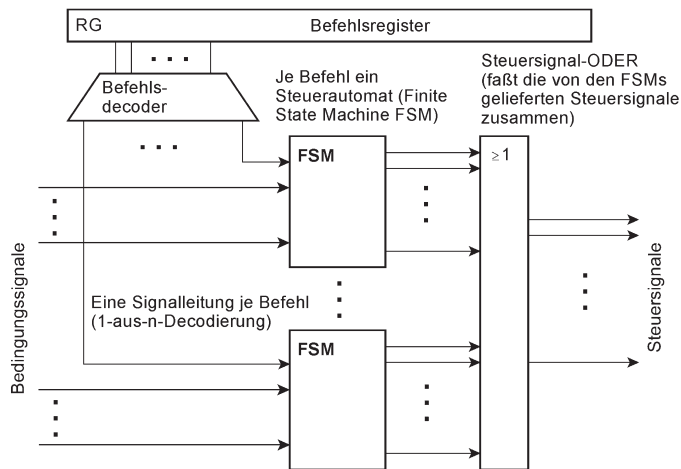 RG
Befehlsregister
Befehls-
decoder
Je Befehl ein
Steuerautomat (Finite
State Machine FSM)
Steuersignal-ODER
(faßt die von den FSMs
gelieferten Steuersignale
zusammen)
FSM
≥1
Bedingungssignale
Eine Signalleitung je Befehl
(1-aus-n-Decodierung)
FSM
Steuersignale